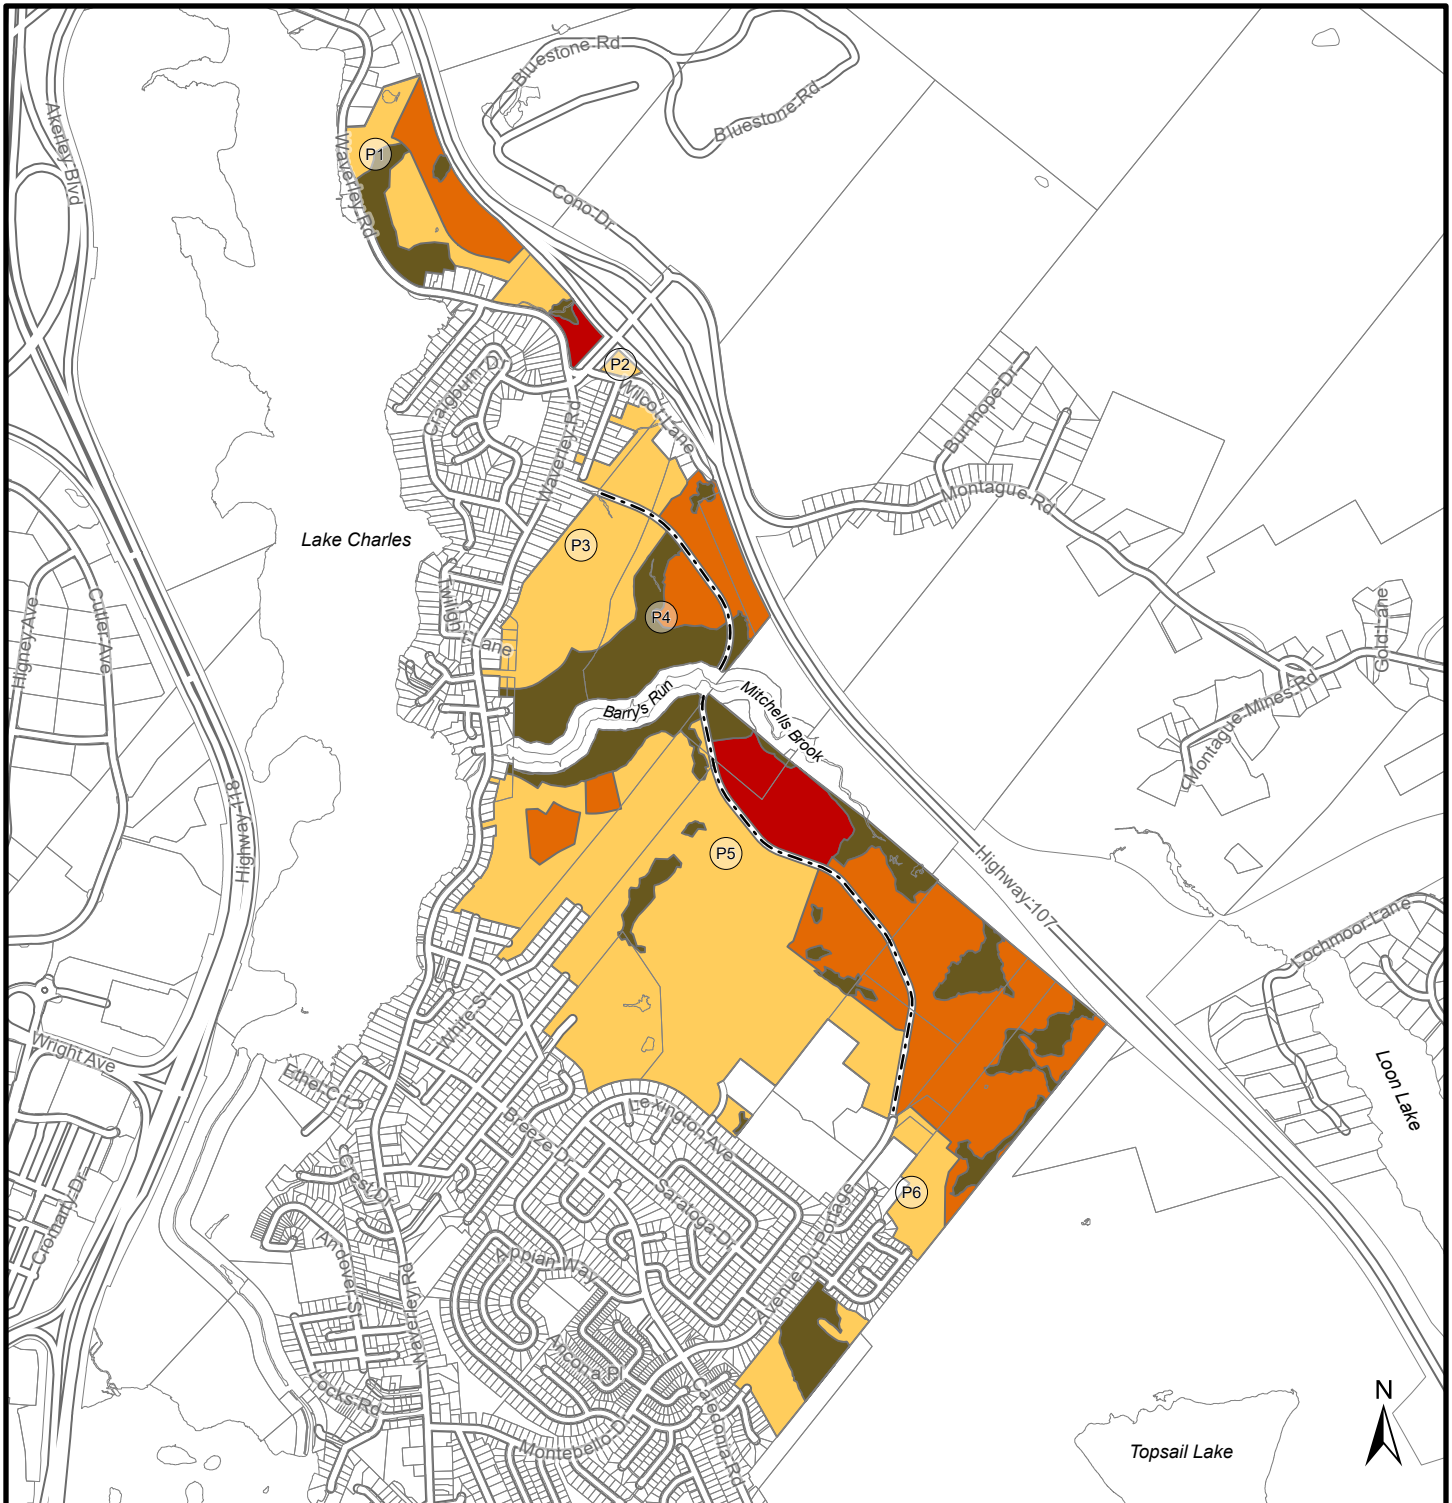 Bluestone Rd
Akerley Blvd
Bluestone Rd
P1
Waverley Rd
Cono Dr
P2
Craigburn Dr
Milcot Lane
Burnhope Dr
Waverley Rd
Montague Rd
Lake Charles
P3
Cutler Ave
Higney Ave
Twilight Lane
P4
Gold Lane
Barry's Run
Mitchells Brook
Montague Mines Rd
Highway 118
P5
Highway 107
Lochmoor Lane
White St
Wright Ave
Ethel Crt
Loon Lake
Lexington Ave
Breeze Dr
Crest Dr
Cromarty Dr
Saratoga Dr
P6
Andover St
Appian Way
Avenue Du Portage
Waverley Rd
Ancona Pl
Locks Rd
Caledonia Rd
Montebello Dr
N
Topsail Lake